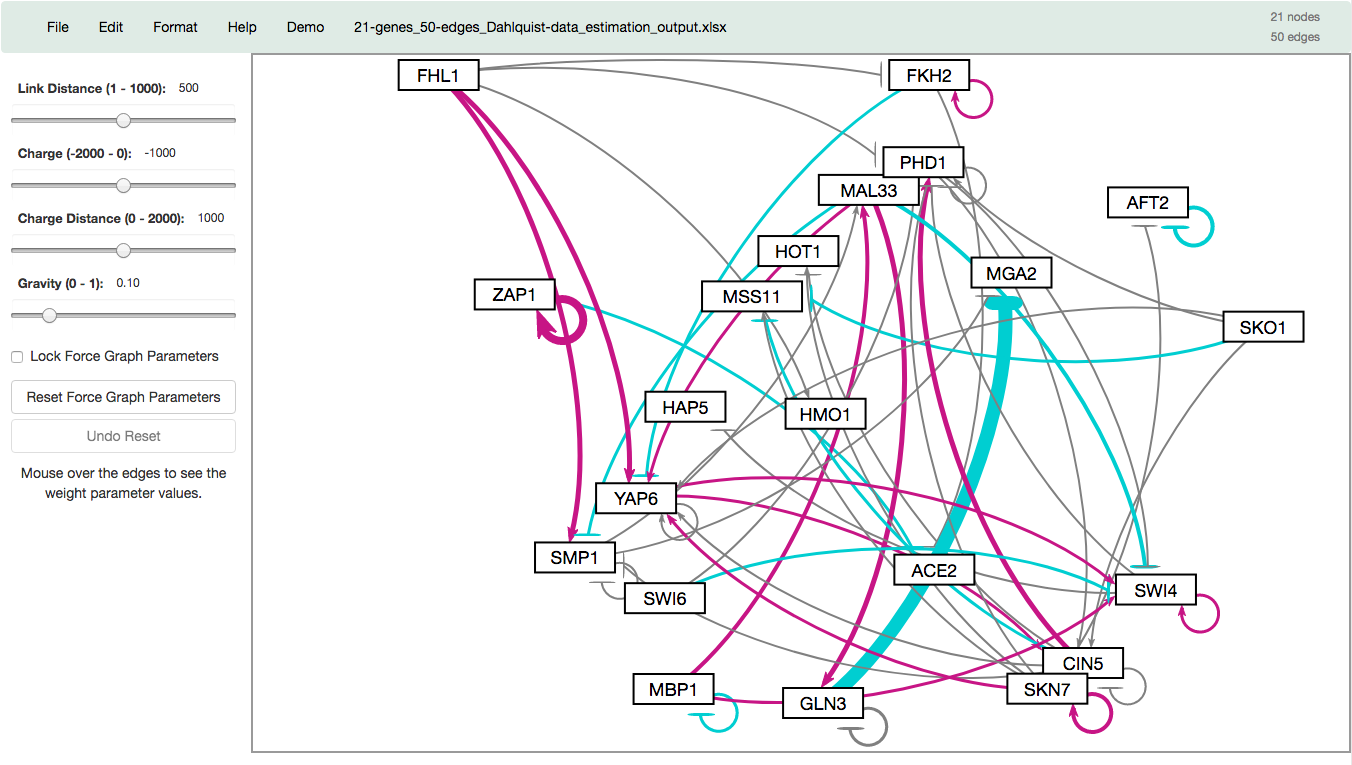 File Edit Format Help Demo 21-genes_50-edges_Dahlquist-data_estimation_output.xlsx
21 nodes
50 edges
Link Distance (1 - 1000): 500
Charge (-2000 - 0): -1000
Charge Distance (0 - 2000): 1000
Gravity (0 - 1): 0.10
Lock Force Graph Parameters
Reset Force Graph Parameters
Undo Reset
Mouse over the edges to see the
weight parameter values.
FHL1
FKH2
PHD1
MAL33
AFT2
HOT1
MGA2
ZAP1
MSS11
SKO1
HAP5
HMO1
YAP6
SMP1
ACE2
SWI6
SWI4
CIN5
MBP1
SKN7
GLN3